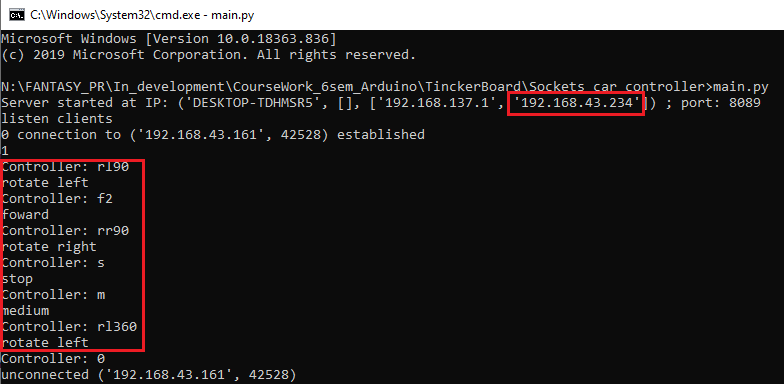 C:\Windows\System32\cmd.exe - main.py
Microsoft Windows [Version 10.0.18363.836]
(c) 2019 Microsoft Corporation. All rights reserved.
N:\FANTASY_PR\In_development\CourseWork_6sem_Arduino\TinckerBoard\Sockets_car_controller>main.py
Server started at IP: ('DESKTOP-TDHMSR5', [], ['192.168.137.1', '192.168.43.234']) ; port: 8089
listen clients
0 connection to ('192.168.43.161', 42528) established
1
Controller: rl90
rotate left
Controller: f2
foward
Controller: rr90
rotate right
Controller: s
stop
Controller: m
medium
Controller: rl360
rotate left
Controller: 0
unconnected ('192.168.43.161', 42528)